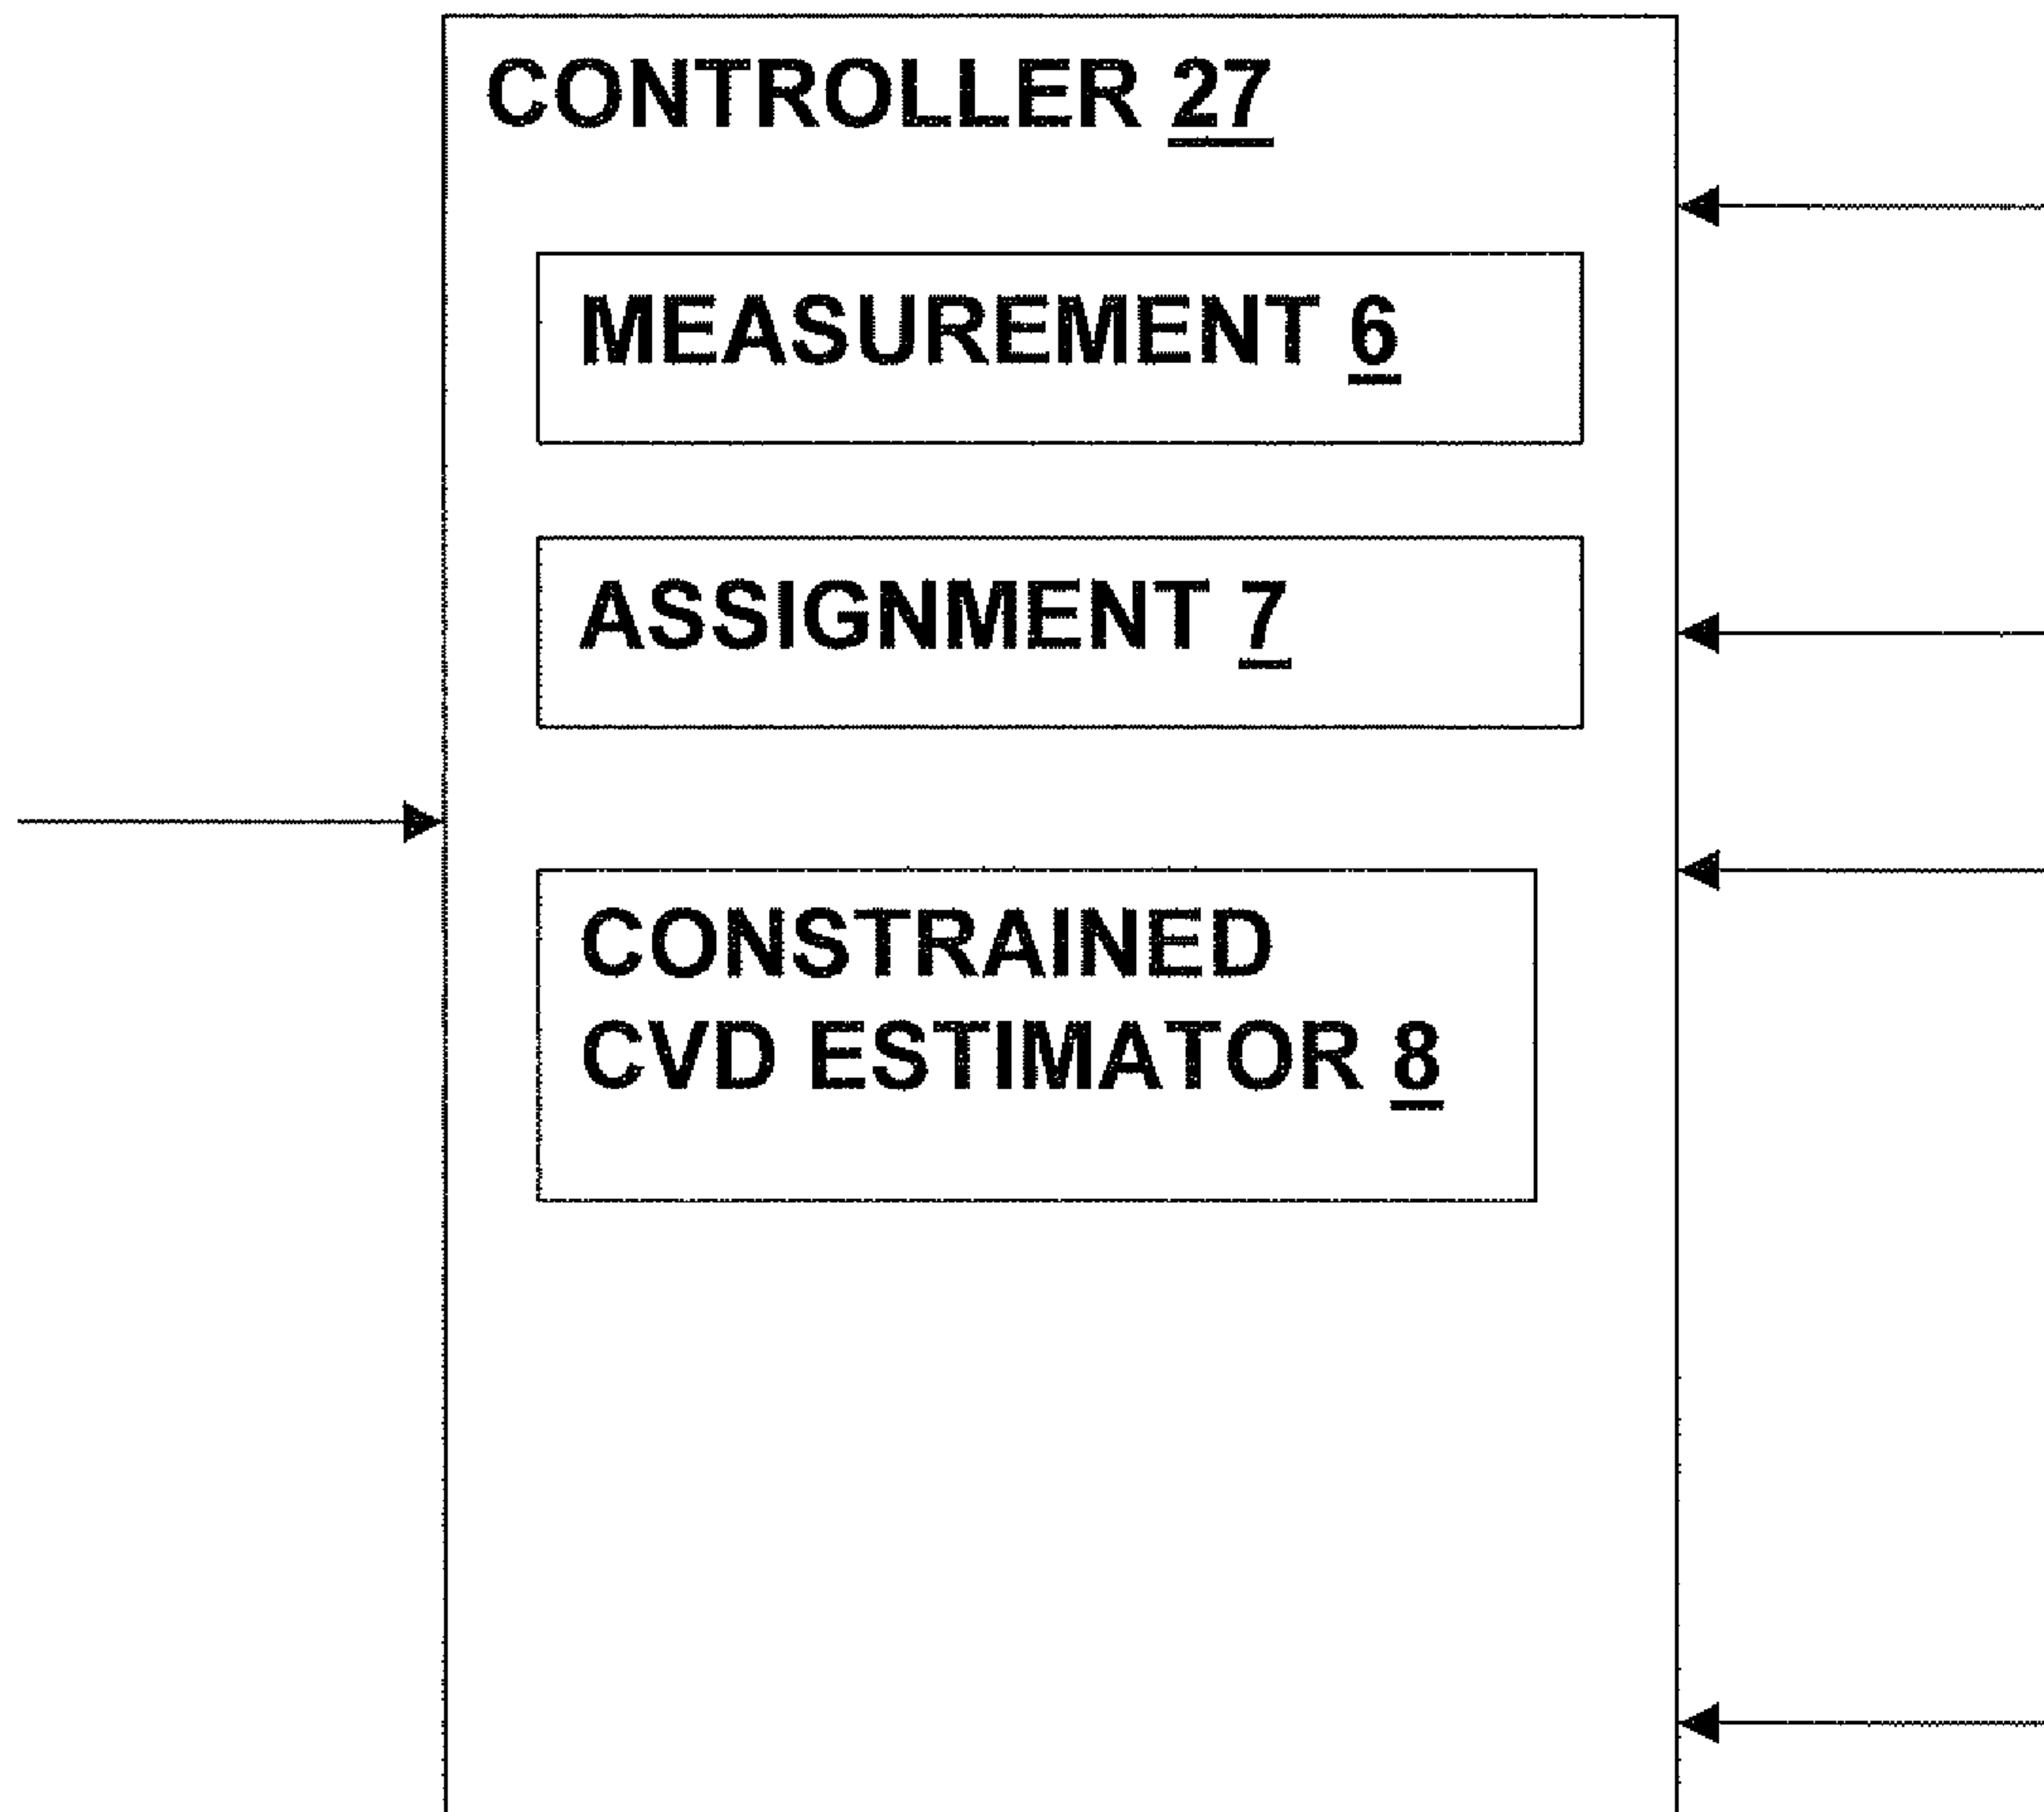 CONTROLLER 27
MEASUREMENT 6
ASSIGNMENT 7
CONSTRAINED
CVD ESTIMATOR 8